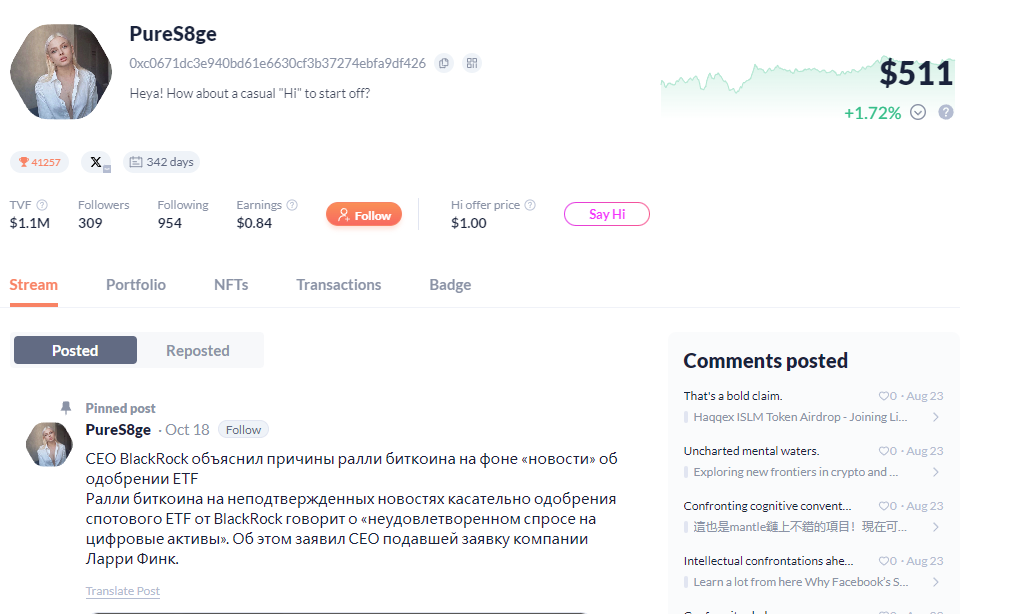 PureS8ge
0xc0671dc3e940bd61e6630cf3b37274ebfa9df426
Heya! How about a casual "Hi" to start off?
$511
+1.72%
41257
342 days
TVF
Followers
Following
Earnings
$1.1M
309
954
$0.84
Follow
Hi offer price
$1.00
Say Hi
Stream
Portfolio
NFTs
Transactions
Badge
Posted
Reposted
Pinned post
PureS8ge · Oct 18 Follow
CEO BlackRock объяснил причины ралли биткоина на фоне «новости» об
одобрении ETF
Ралли биткоина на неподтвержденных новостях касательно одобрения
спотового ETF от BlackRock говорит о «неудовлетворенном спросе на
цифровые активы». Об этом заявил CEO подавшей заявку компании
Ларри Финк.
Translate Post
Comments posted
That's a bold claim. 0 · Aug 23
Haqqex ISLM Token Airdrop - Joining Li...
Uncharted mental waters. 0 · Aug 23
Exploring new frontiers in crypto and ...
Confronting cognitive convent... 0 · Aug 23
這也是mantle鏈上不錯的項目！現在可...
Intellectual confrontations ahe... 0 · Aug 23
Learn a lot from here Why Facebook's S...